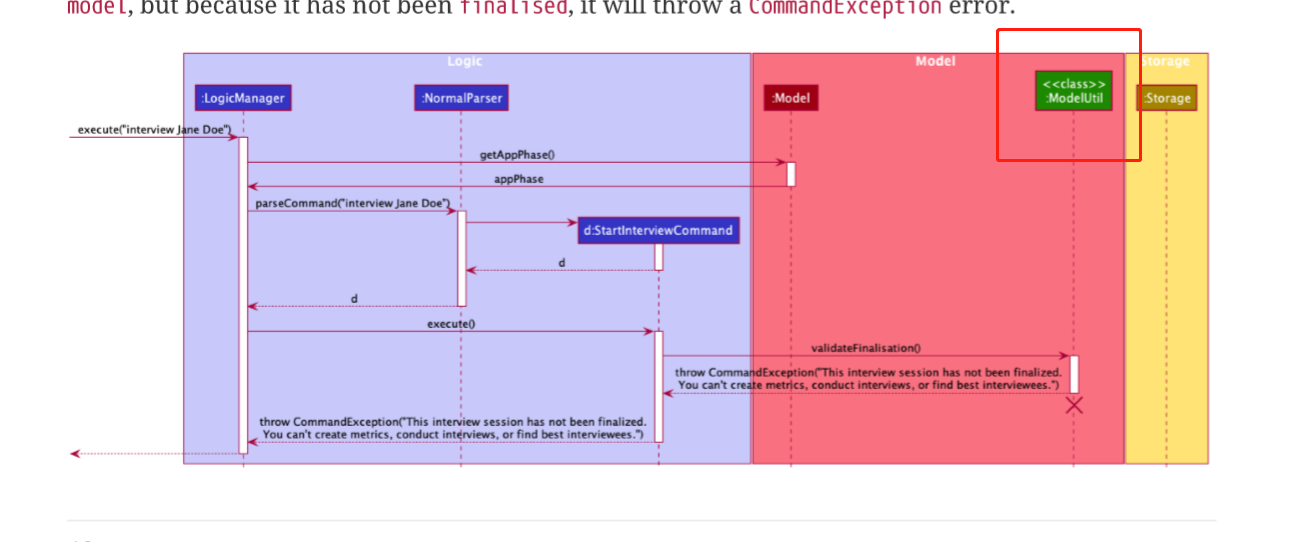 model, but because it has not been finalised, it will throw a CommandException error.
Logic
Model
Storage
:LogicManager
:NormalParser
:Model
<<class>>
:ModelUtil
:Storage
execute("interview Jane Doe")
getAppPhase()
appPhase
parseCommand("interview Jane Doe")
d:StartInterviewCommand
d
d
execute()
validateFinalisation()
throw CommandException("This interview session has not been finalized.
You can't create metrics, conduct interviews, or find best interviewees.")
throw CommandException("This interview session has not been finalized.
You can't create metrics, conduct interviews, or find best interviewees.")